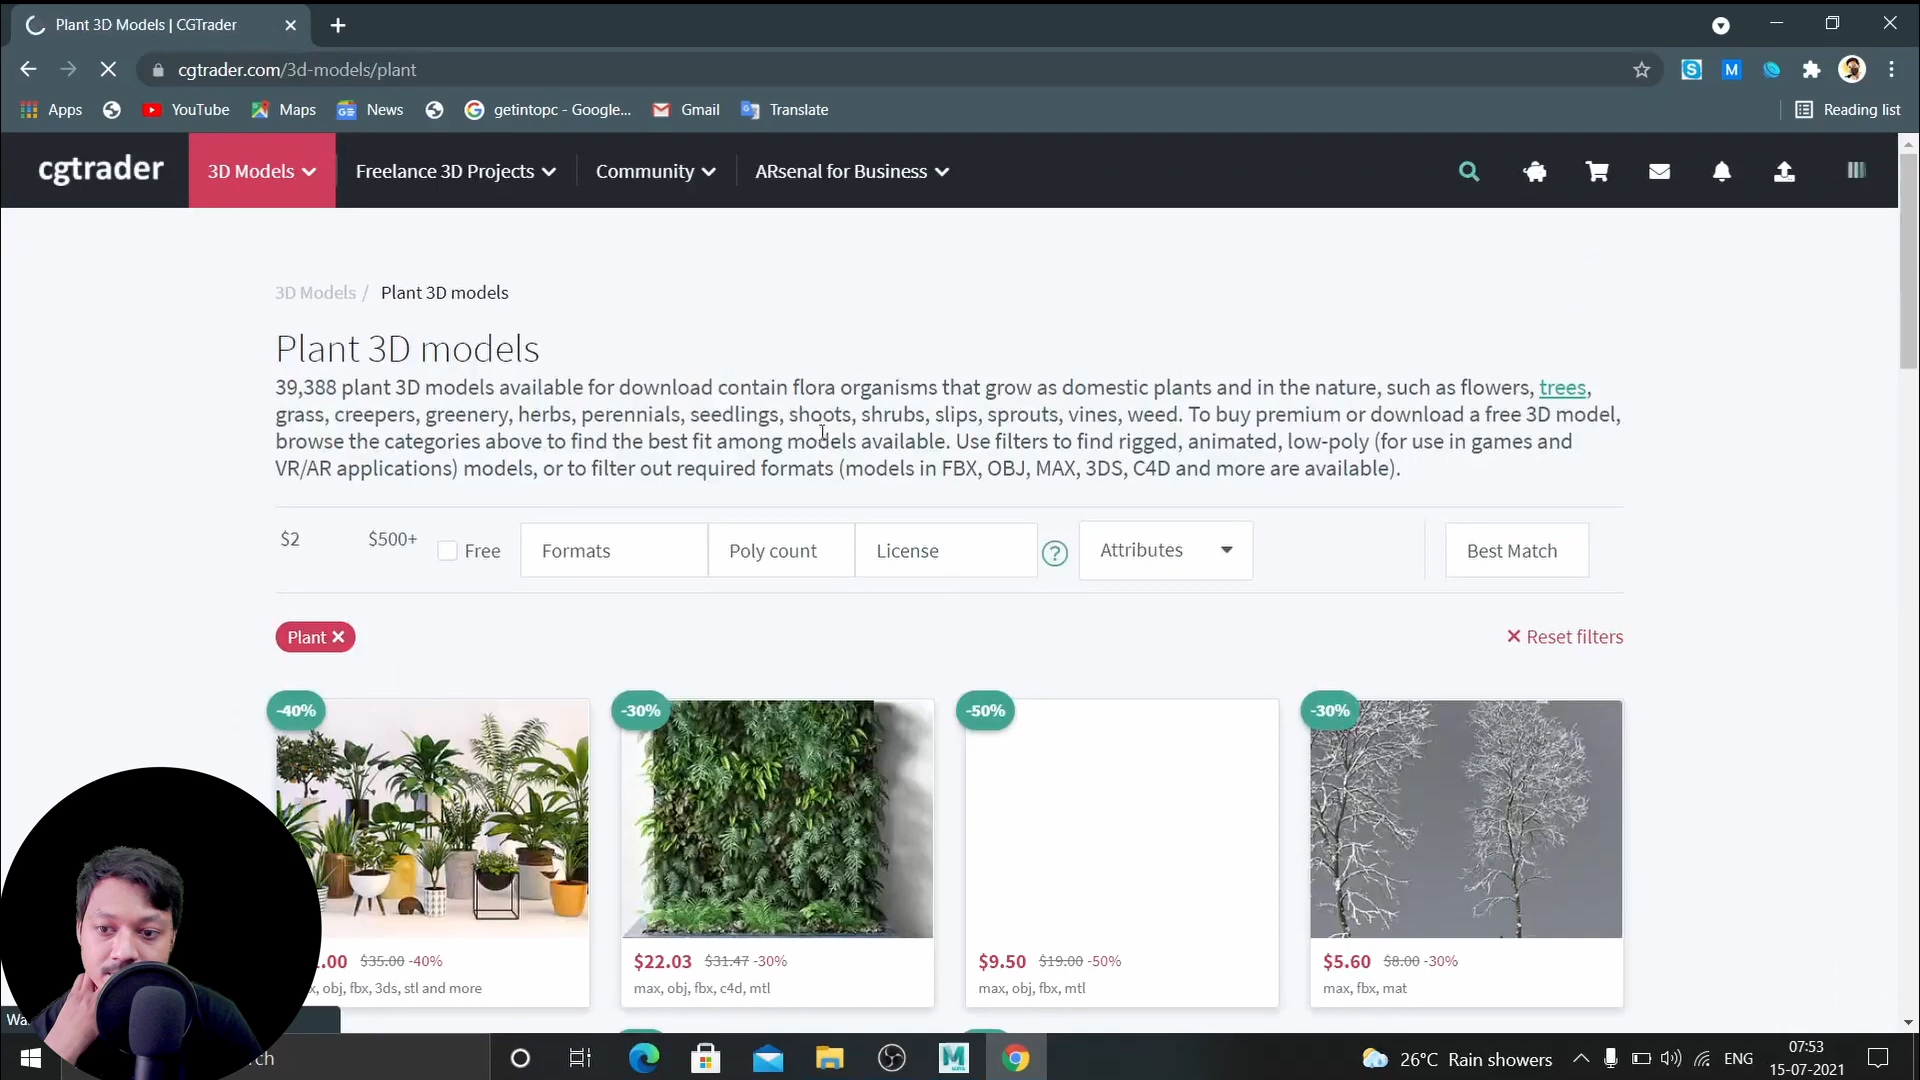 Plant 3D Models | CGTrader
cgtrader.com/3d-models/plant
Apps YouTube Maps News getintopc - Google... Gmail Translate Reading list
cgtrader 3D Models Freelance 3D Projects Community ARsenal for Business
3D Models / Plant 3D models
Plant 3D models
39,388 plant 3D models available for download contain flora organisms that grow as domestic plants and in the nature, such as flowers, trees,
grass, creepers, greenery, herbs, perennials, seedlings, shoots, shrubs, slips, sprouts, vines, weed. To buy premium or download a free 3D model,
browse the categories above to find the best fit among models available. Use filters to find rigged, animated, low-poly (for use in games and
VR/AR applications) models, or to filter out required formats (models in FBX, OBJ, MAX, 3DS, C4D and more are available).
$2 $500+ Free Formats Poly count License ? Attributes Best Match
Plant × × Reset filters
-40% -30% -50% -30%
.00 $35.00 -40% $22.03 $31.47 -30% $9.50 $19.00 -50% $5.60 $8.00 -30%
x, obj, fbx, 3ds, stl and more max, obj, fbx, c4d, mtl max, obj, fbx, mtl max, fbx, mat
26°C Rain showers ENG 07:53
15-07-2021